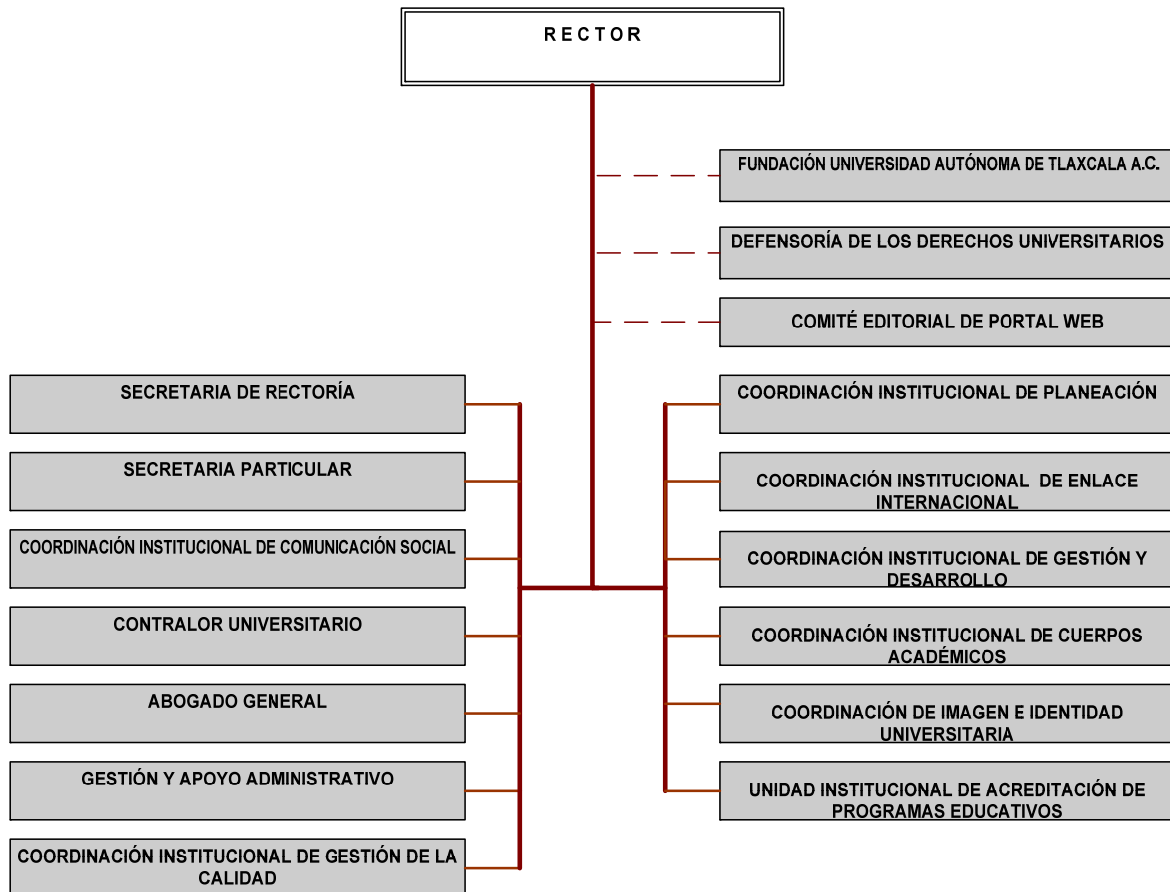 R E C T O R
FUNDACIÓN UNIVERSIDAD AUTÓNOMA DE TLAXCALA A.C.
DEFENSORÍA DE LOS DERECHOS UNIVERSITARIOS
COMITÉ EDITORIAL DE PORTAL WEB
SECRETARIA DE RECTORÍA
SECRETARIA PARTICULAR
COORDINACIÓN INSTITUCIONAL DE COMUNICACIÓN SOCIAL
CONTRALOR UNIVERSITARIO
ABOGADO GENERAL
GESTIÓN Y APOYO ADMINISTRATIVO
COORDINACIÓN INSTITUCIONAL DE GESTIÓN DE LA
CALIDAD
COORDINACIÓN INSTITUCIONAL DE PLANEACIÓN
COORDINACIÓN INSTITUCIONAL DE ENLACE
INTERNACIONAL
COORDINACIÓN INSTITUCIONAL DE GESTIÓN Y
DESARROLLO
COORDINACIÓN INSTITUCIONAL DE CUERPOS
ACADÉMICOS
COORDINACIÓN DE IMAGEN E IDENTIDAD
UNIVERSITARIA
UNIDAD INSTITUCIONAL DE ACREDITACIÓN DE
PROGRAMAS EDUCATIVOS